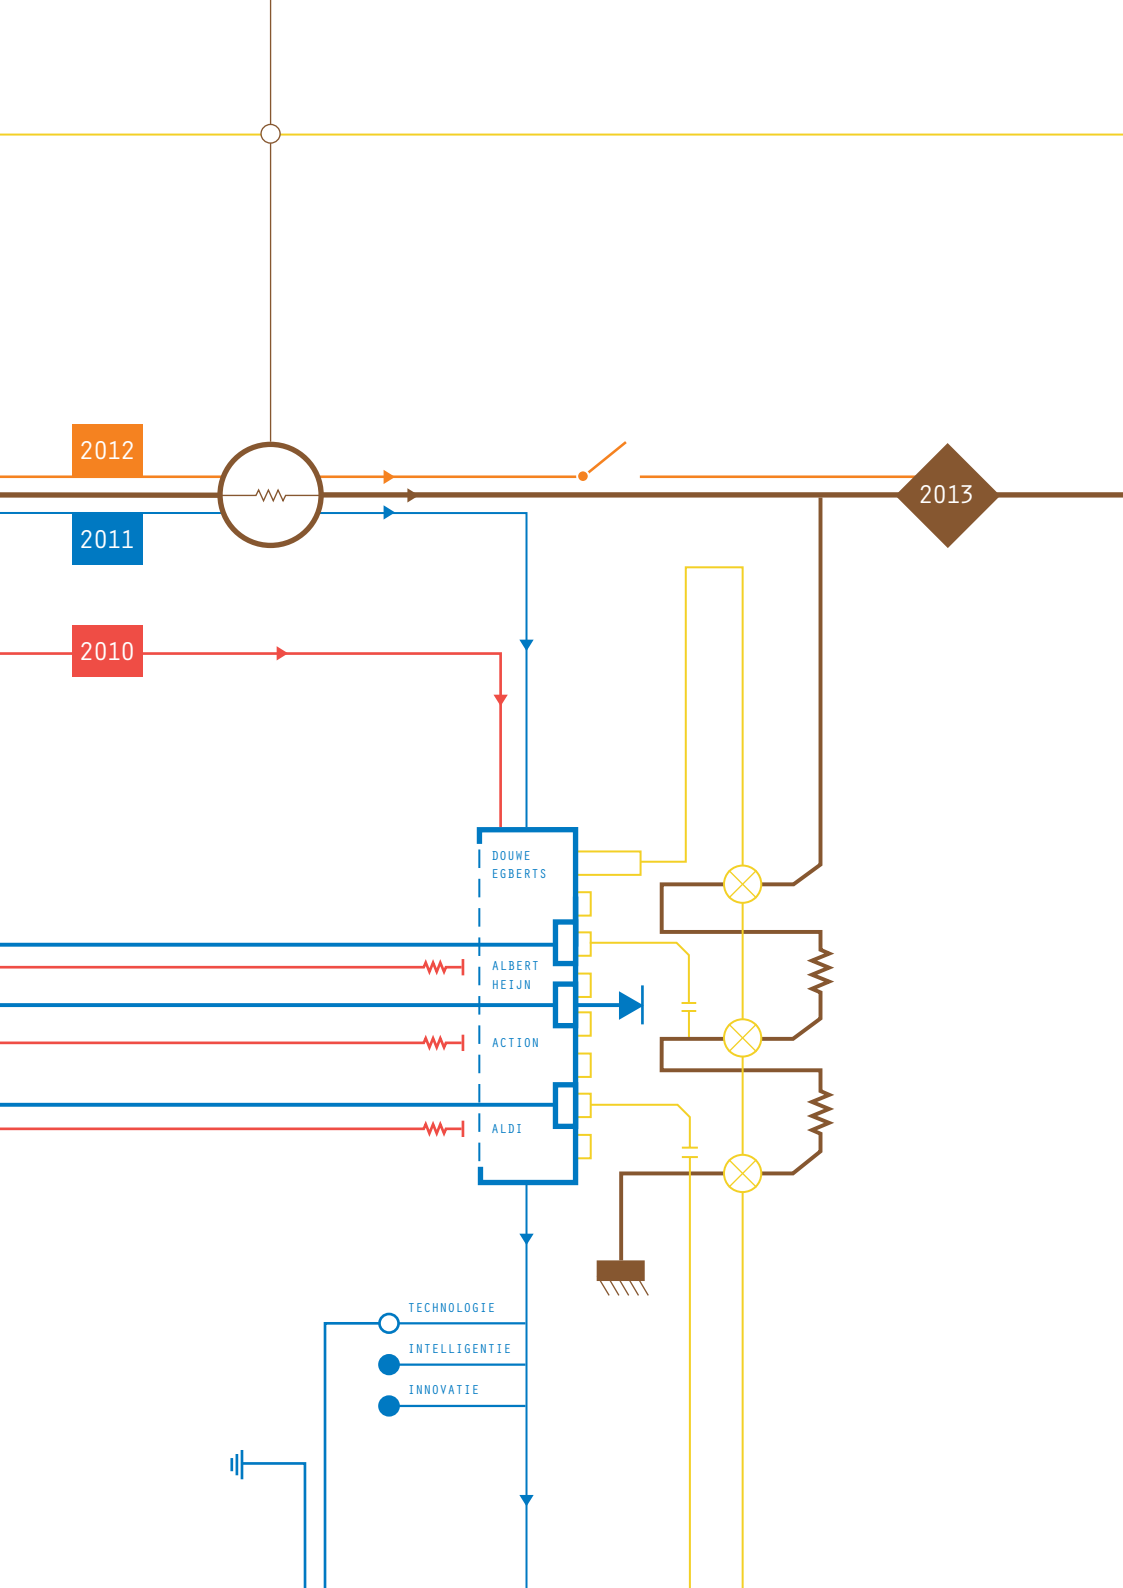 2012
2013
2011
2010
DOUWE
EGBERTS
ALBERT
HEIJN
ACTION
ALDI
TECHNOLOGIE
INTELLIGENTIE
INNOVATIE